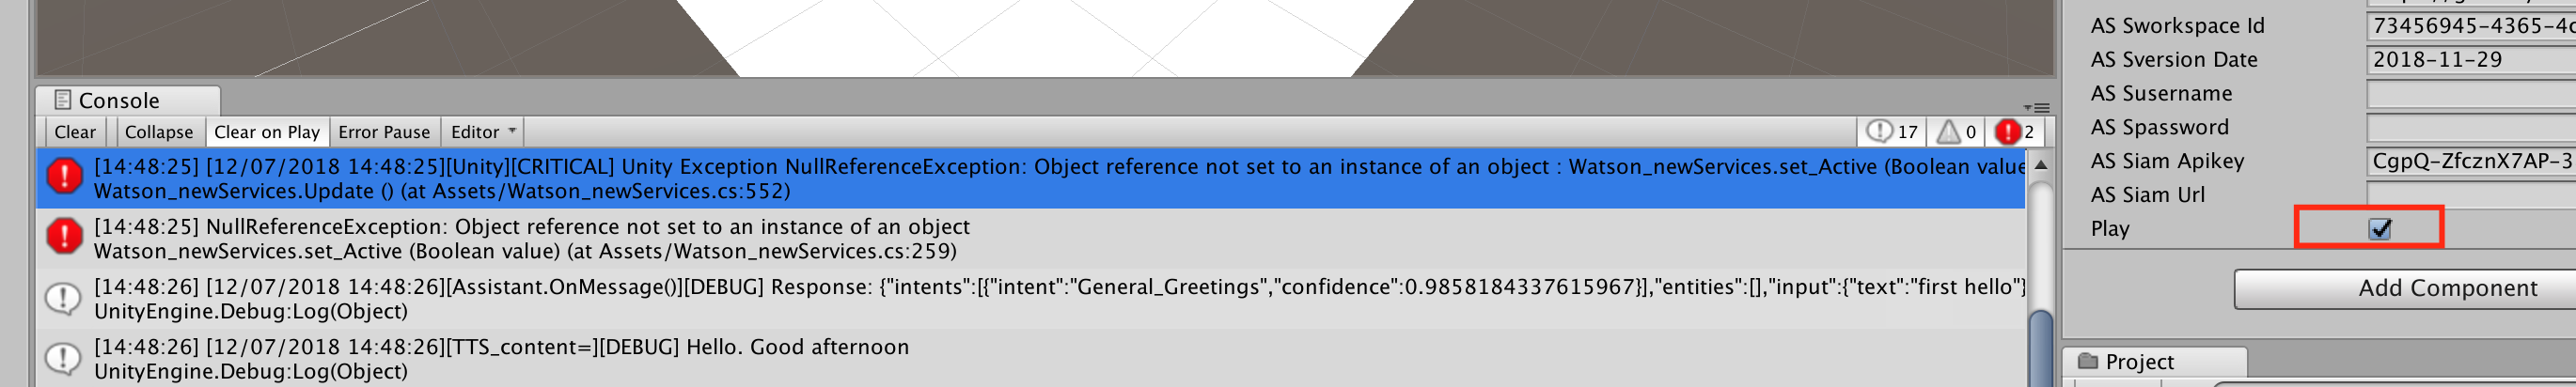 AS Sworkspace Id
73456945-4365-4c
AS Sversion Date
2018-11-29
AS Susername
AS Spassword
AS Siam Apikey
CgpQ-ZfcznX7AP-3
AS Siam Url
Play
Add Component
Project
Console
Clear Collapse Clear on Play Error Pause Editor 17 0 2
[14:48:25] [12/07/2018 14:48:25][Unity][CRITICAL] Unity Exception NullReferenceException: Object reference not set to an instance of an object : Watson_newServices.set_Active (Boolean value
Watson_newServices.Update () (at Assets/Watson_newServices.cs:552)
[14:48:25] NullReferenceException: Object reference not set to an instance of an object
Watson_newServices.set_Active (Boolean value) (at Assets/Watson_newServices.cs:259)
[14:48:26] [12/07/2018 14:48:26][Assistant.OnMessage()][DEBUG] Response: {"intents":[{"intent":"General_Greetings","confidence":0.9858184337615967}],"entities":[],"input":{"text":"first hello"}
UnityEngine.Debug:Log(Object)
[14:48:26] [12/07/2018 14:48:26][TTS_content=][DEBUG] Hello. Good afternoon
UnityEngine.Debug:Log(Object)